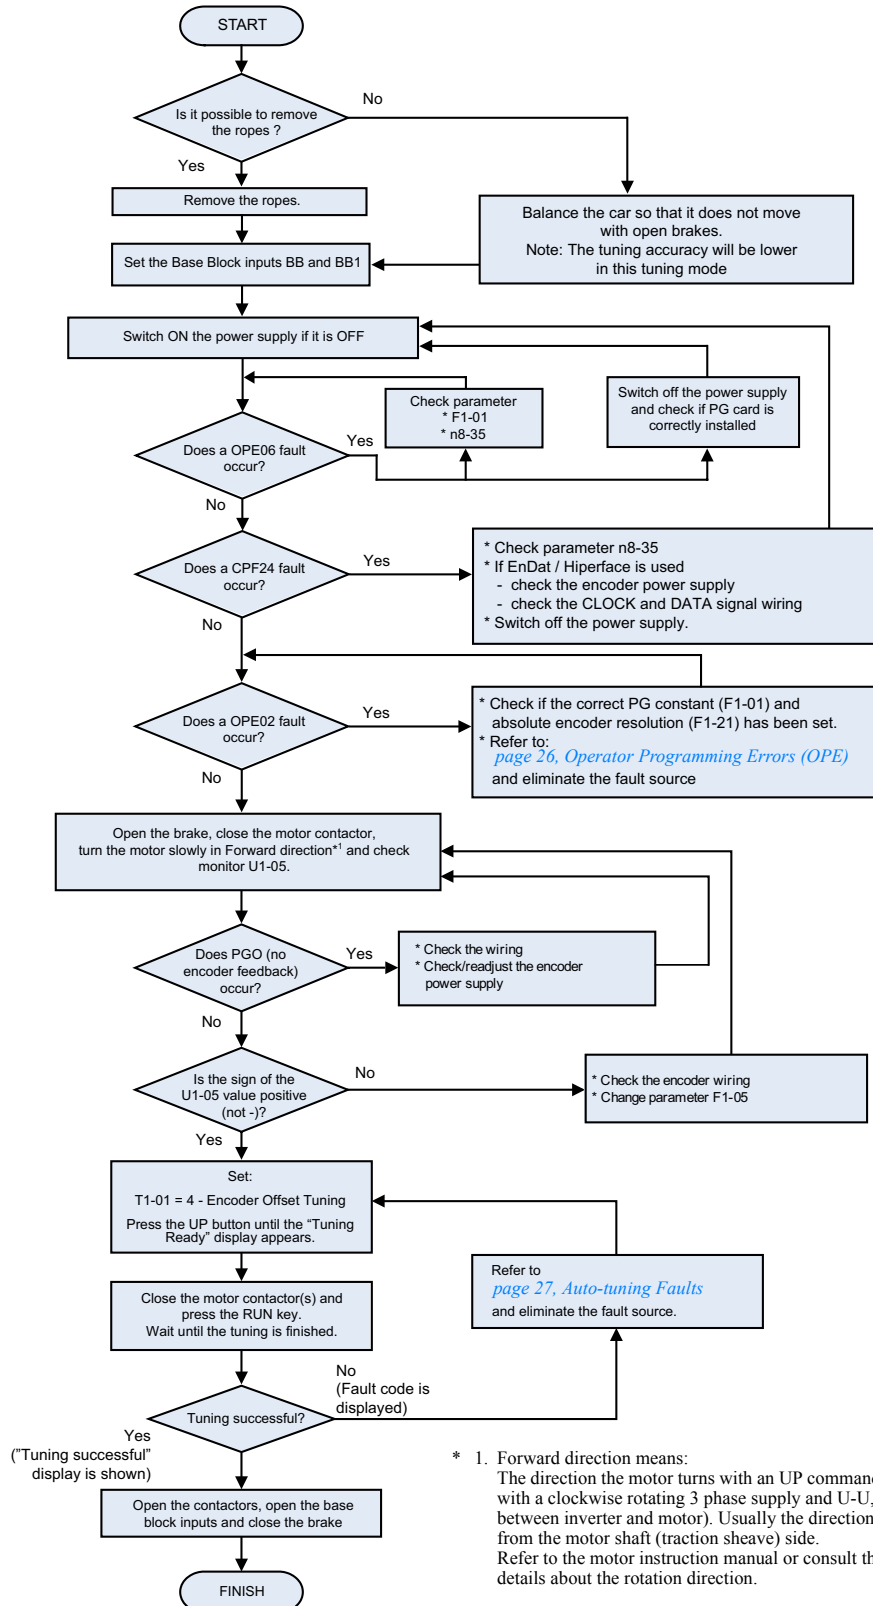 START
Is it possible to remove
the ropes ?
No
Yes
Remove the ropes.
Balance the car so that it does not move
with open brakes.
Note: The tuning accuracy will be lower
in this tuning mode
Set the Base Block inputs BB and BB1
Switch ON the power supply if it is OFF
Check parameter
* F1-01
* n8-35
Switch off the power supply
and check if PG card is
correctly installed
Does a OPE06 fault
occur?
Yes
No
Does a CPF24 fault
occur?
Yes
* Check parameter n8-35
* If EnDat / Hiperface is used
- check the encoder power supply
- check the CLOCK and DATA signal wiring
* Switch off the power supply.
No
Does a OPE02 fault
occur?
Yes
* Check if the correct PG constant (F1-01) and
absolute encoder resolution (F1-21) has been set.
* Refer to:
page 26, Operator Programming Errors (OPE)
and eliminate the fault source
No
Open the brake, close the motor contactor,
turn the motor slowly in Forward direction*1 and check
monitor U1-05.
Does PGO (no
encoder feedback)
occur?
Yes
* Check the wiring
* Check/readjust the encoder
power supply
No
Is the sign of the
U1-05 value positive
(not -)?
No
* Check the encoder wiring
* Change parameter F1-05
Yes
Set:
T1-01 = 4 - Encoder Offset Tuning
Press the UP button until the “Tuning
Ready” display appears.
Refer to
page 27, Auto-tuning Faults
and eliminate the fault source.
Close the motor contactor(s) and
press the RUN key.
Wait until the tuning is finished.
Tuning successful?
No
(Fault code is
displayed)
Yes
(”Tuning successful”
display is shown)
Open the contactors, open the base
block inputs and close the brake
FINISH
* 1. Forward direction means:
The direction the motor turns with an UP command
with a clockwise rotating 3 phase supply and U-U,
between inverter and motor). Usually the direction
from the motor shaft (traction sheave) side.
Refer to the motor instruction manual or consult th
details about the rotation direction.